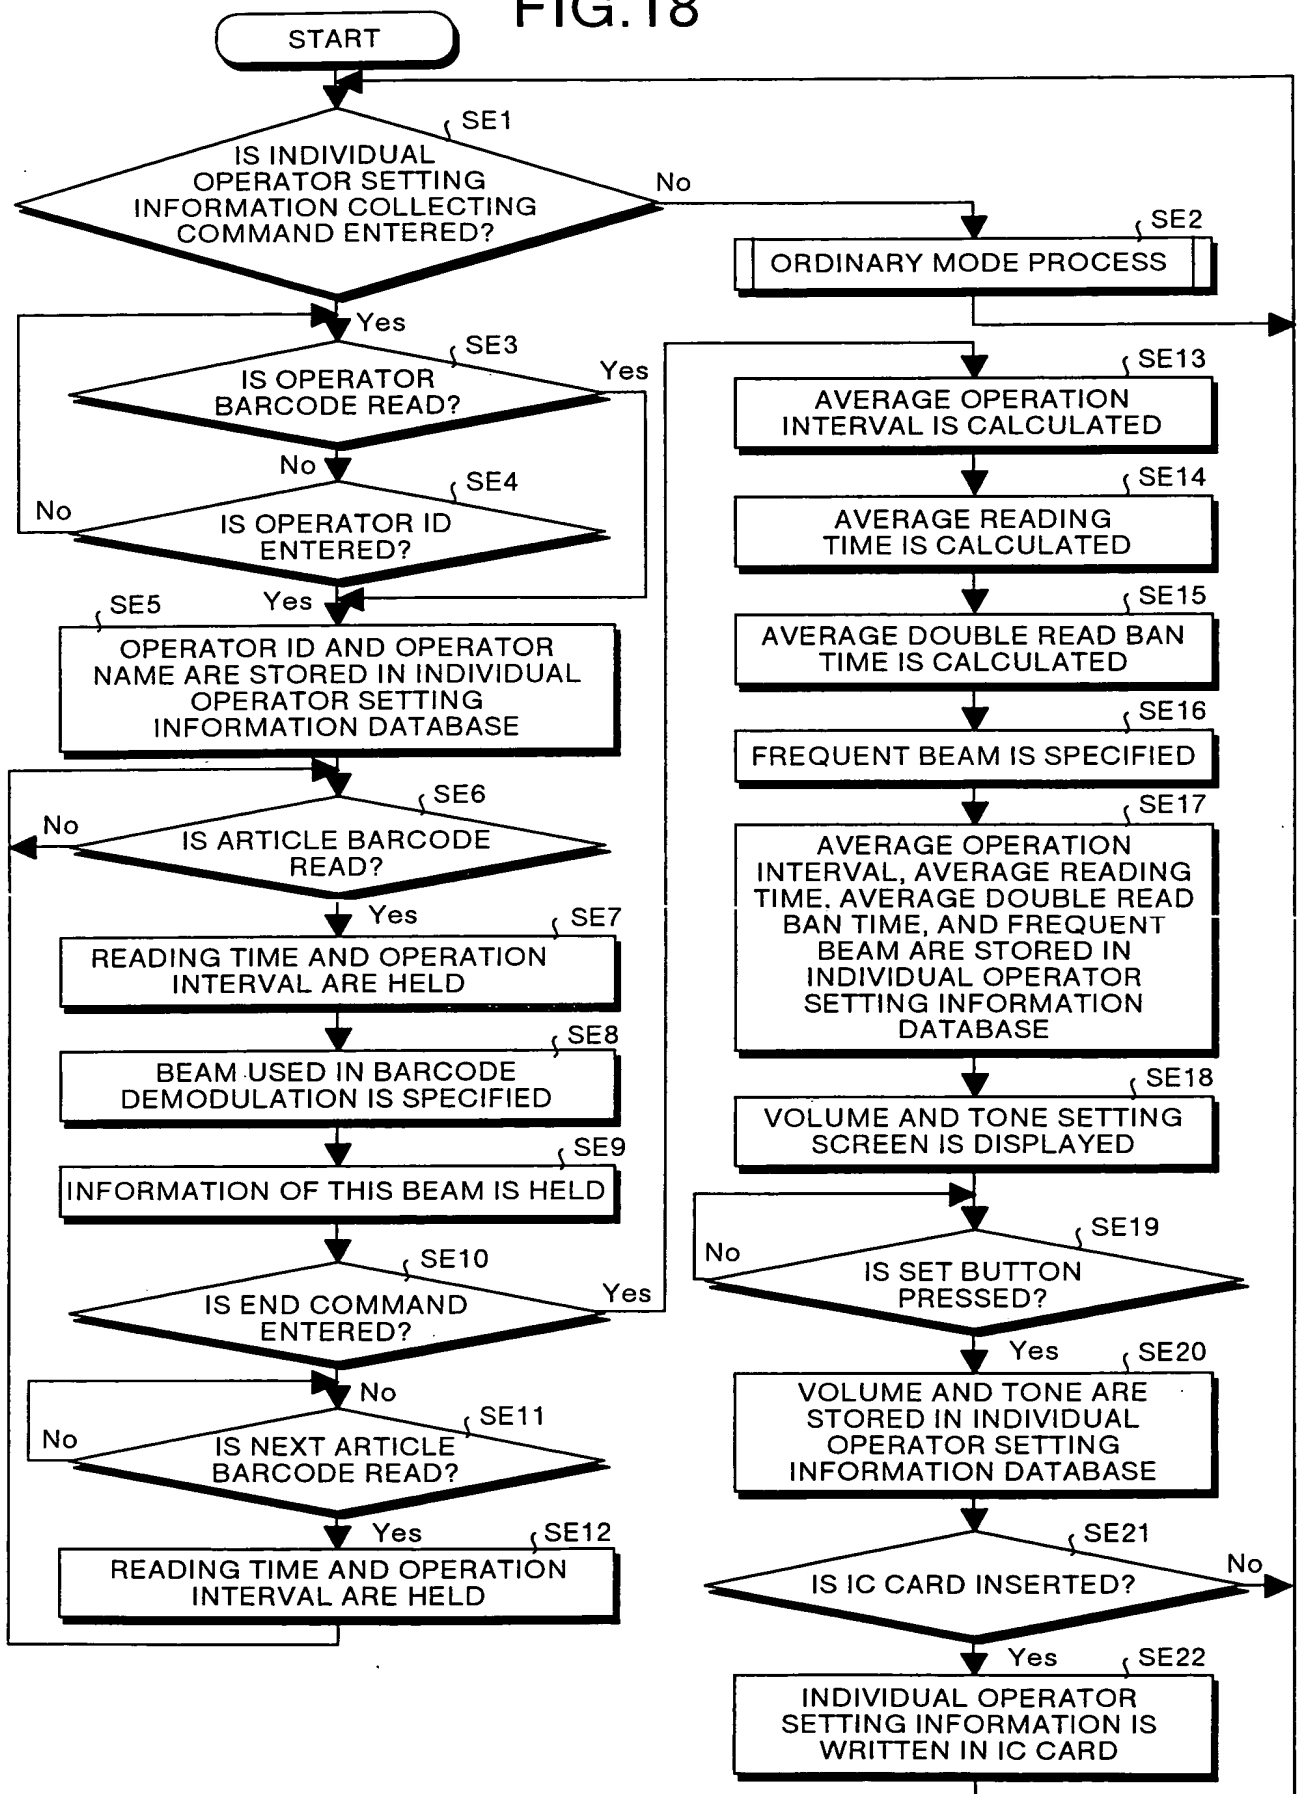 FIG.18
START
SE1
IS INDIVIDUAL
OPERATOR SETTING
INFORMATION COLLECTING
COMMAND ENTERED?
No
SE2
ORDINARY MODE PROCESS
Yes
SE3
IS OPERATOR
BARCODE READ?
Yes
No
SE4
IS OPERATOR ID
ENTERED?
No
Yes
SE5
OPERATOR ID AND OPERATOR
NAME ARE STORED IN INDIVIDUAL
OPERATOR SETTING
INFORMATION DATABASE
SE6
IS ARTICLE BARCODE
READ?
No
Yes
SE7
READING TIME AND OPERATION
INTERVAL ARE HELD
SE8
BEAM USED IN BARCODE
DEMODULATION IS SPECIFIED
SE9
INFORMATION OF THIS BEAM IS HELD
SE10
IS END COMMAND
ENTERED?
Yes
No
SE11
IS NEXT ARTICLE
BARCODE READ?
No
Yes
SE12
READING TIME AND OPERATION
INTERVAL ARE HELD
SE13
AVERAGE OPERATION
INTERVAL IS CALCULATED
SE14
AVERAGE READING
TIME IS CALCULATED
SE15
AVERAGE DOUBLE READ BAN
TIME IS CALCULATED
SE16
FREQUENT BEAM IS SPECIFIED
SE17
AVERAGE OPERATION
INTERVAL, AVERAGE READING
TIME, AVERAGE DOUBLE READ
BAN TIME, AND FREQUENT
BEAM ARE STORED IN
INDIVIDUAL OPERATOR
SETTING INFORMATION
DATABASE
SE18
VOLUME AND TONE SETTING
SCREEN IS DISPLAYED
SE19
IS SET BUTTON
PRESSED?
No
Yes
SE20
VOLUME AND TONE ARE
STORED IN INDIVIDUAL
OPERATOR SETTING
INFORMATION DATABASE
SE21
IS IC CARD INSERTED?
No
Yes
SE22
INDIVIDUAL OPERATOR
SETTING INFORMATION IS
WRITTEN IN IC CARD